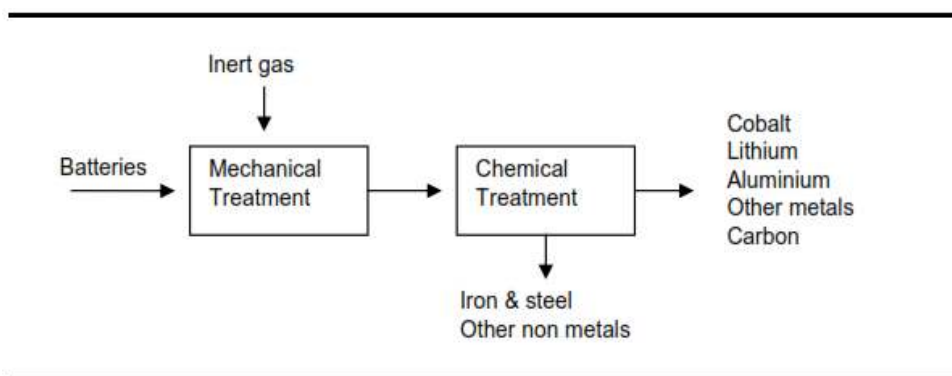 Inert gas
Batteries
Mechanical
Treatment
Chemical
Treatment
Cobalt
Lithium
Aluminium
Other metals
Carbon
Iron & steel
Other non metals